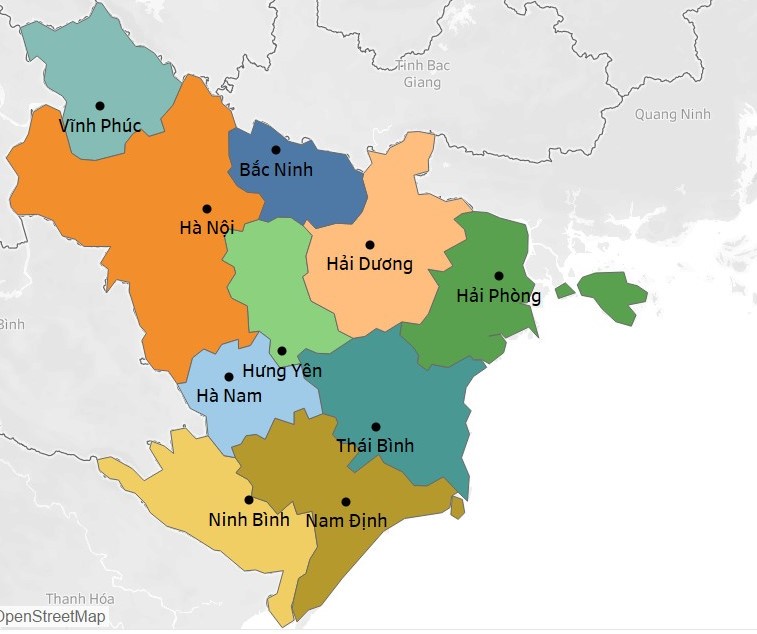 Tỉnh Bac
Giang
Quang Ninh
Vĩnh Phúc
Bắc Ninh
Hà Nội
Hải Dương
Hải Phòng
Bình
Hưng Yên
Hà Nam
Thái Bình
Ninh Bình
Nam Định
Thanh Hóa
OpenStreetMap